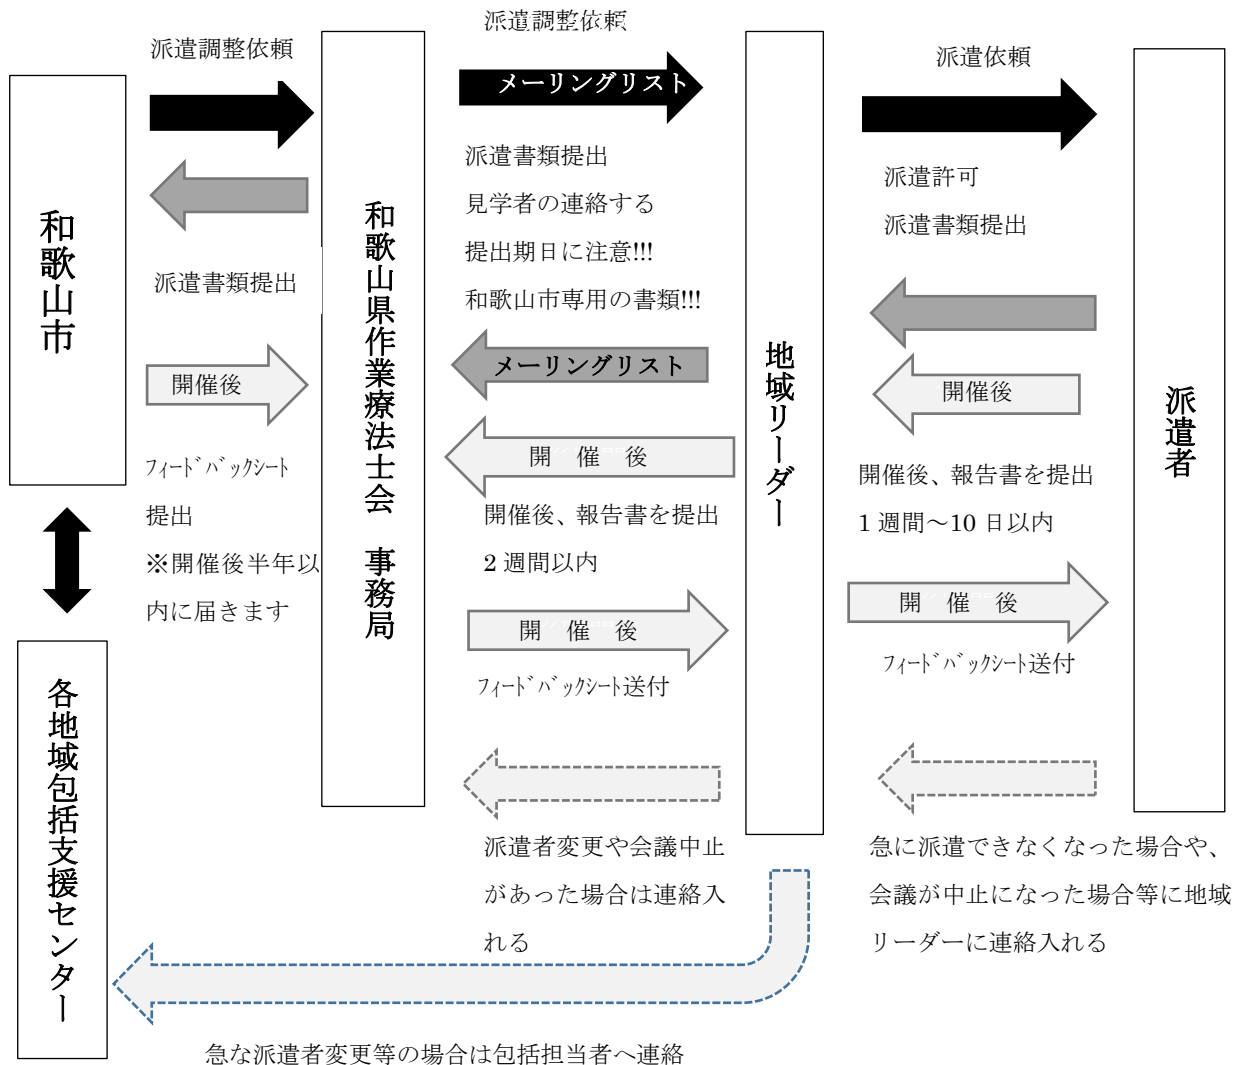 派遣調整依頼
和歌山市
派遣書類提出
開催後
フィードバックシート
提出
※開催後半年以
内に届きます
各地域包括支援センター
和歌山県作業療法士会　事務局
派遣調整依頼
メーリングリスト
派遣書類提出
見学者の連絡する
提出期日に注意!!!
和歌山市専用の書類!!!
メーリングリスト
開　催　後
開催後、報告書を提出
2 週間以内
開　催　後
フィードバックシート送付
派遣者変更や会議中止
があった場合は連絡入
れる
地域リーダー
派遣依頼
派遣許可
派遣書類提出
開催後
開催後、報告書を提出
1 週間～10 日以内
開　催　後
フィードバックシート送付
急に派遣できなくなった場合や、
会議が中止になった場合等に地域
リーダーに連絡入れる
派遣者
急な派遣者変更等の場合は包括担当者へ連絡